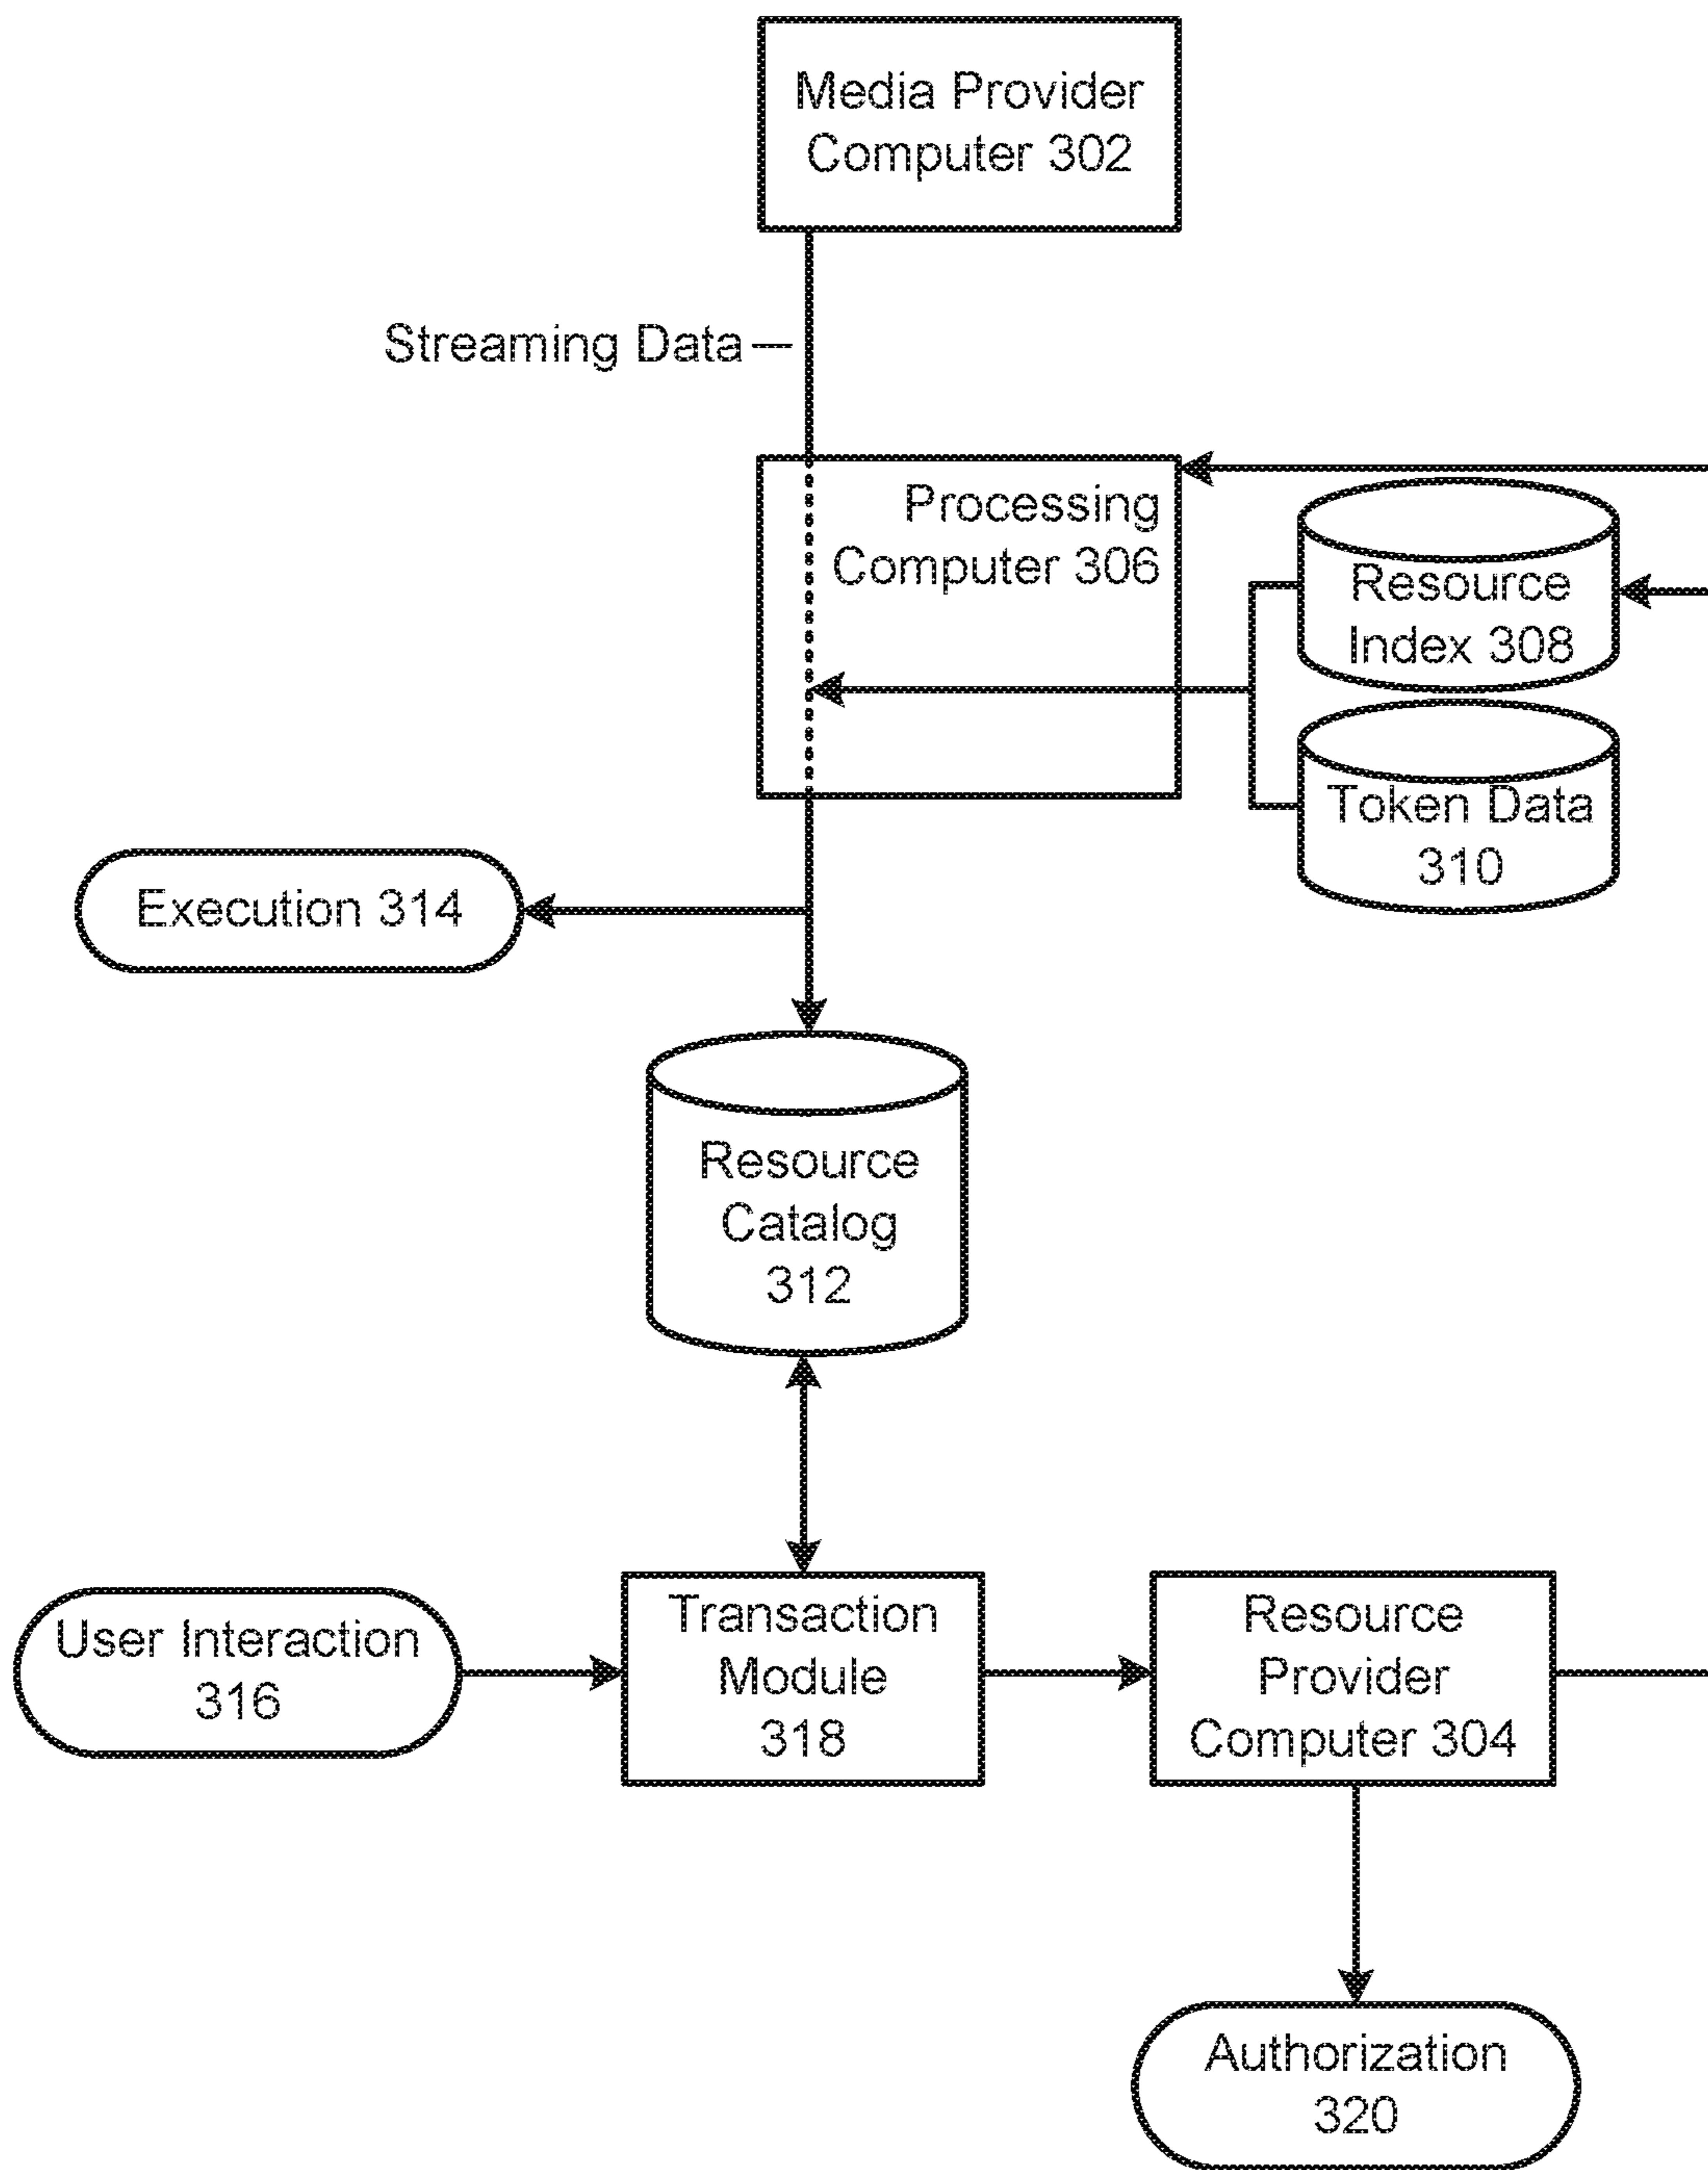 Media Provider
Computer 302
Streaming Data
Processing
Computer 306
Resource
Index 308
Token Data
310
Execution 314
Resource
Catalog
312
User Interaction
316
Transaction
Module
318
Resource
Provider
Computer 304
Authorization
320